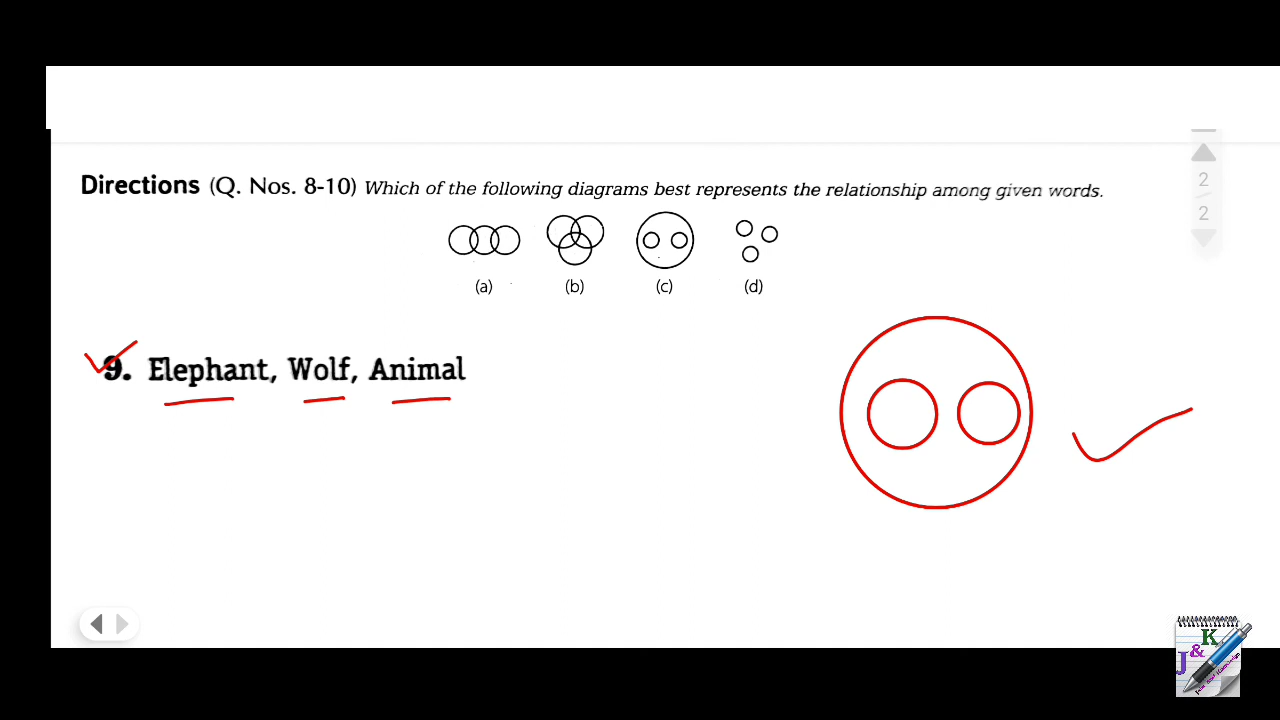 Directions (Q. Nos. 8-10) Which of the following diagrams best represents the relationship among given words.
(a) (b) (c) (d)
9. Elephant, Wolf, Animal
2
2
J & K